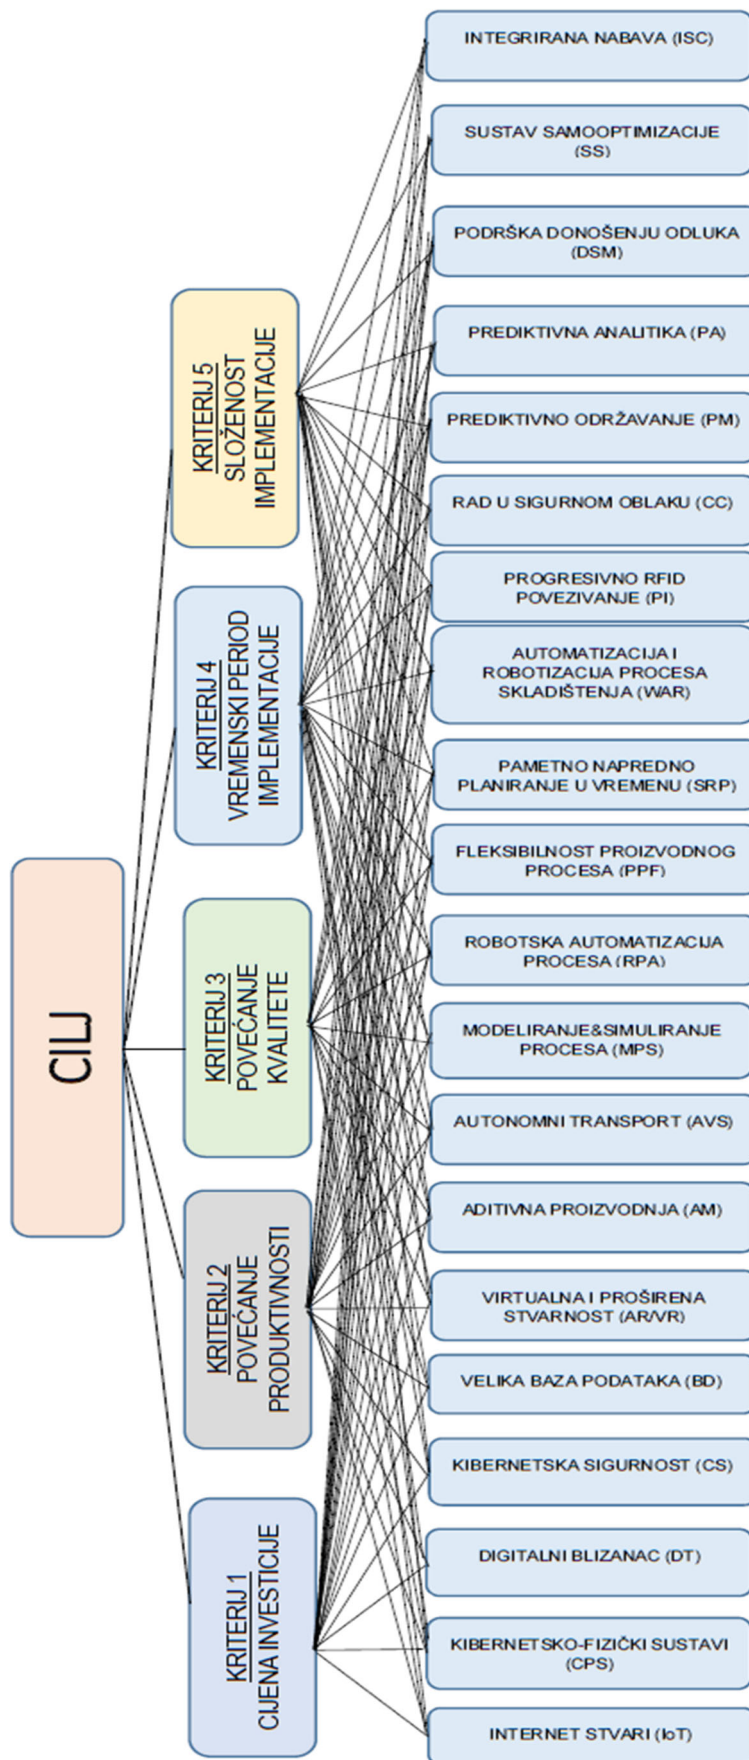 CILJ
KRITERIJ 5
SLOŽENOST
IMPLEMENTACIJE
KRITERIJ 4
VREMENSKI PERIOD
IMPLEMENTACIJE
KRITERIJ 3
POVEĆANJE
KVALITETE
KRITERIJ 2
POVEĆANJE
PRODUKTIVNOSTI
KRITERIJ 1
CIJENA INVESTICIJE
INTEGRIRANA NABAVA (ISC)
SUSTAV SAMOOPTIMIZACIJE
(SS)
PODRŠKA DONOŠENJU ODLUKA
(DSM)
PREDIKTIVNA ANALITIKA (PA)
PREDIKTIVNO ODRŽAVANJE (PM)
RAD U SIGURNOM OBLAKU (CC)
PROGRESIVNO RFID
POVEZIVANJE (PI)
AUTOMATIZACIJA I
ROBOTIZACIJA PROCESA
SKLADIŠTENJA (WAR)
PAMETNO NAPREDNO
PLANIRANJE U VREMENU (SRP)
FLEKSIBILNOST PROIZVODNOG
PROCESA (PPF)
ROBOTSKA AUTOMATIZACIJA
PROCESA (RPA)
MODELIRANJE&SIMULIRANJE
PROCESA (MPS)
AUTONOMNI TRANSPORT (AVS)
ADITIVNA PROIZVODNJA (AM)
VIRTUALNA I PROŠIRENA
STVARNOST (AR/VR)
VELIKA BAZA PODATAKA (BD)
KIBERNETSKA SIGURNOST (CS)
DIGITALNI BLIZANAC (DT)
KIBERNETSKO-FIZIČKI SUSTAVI
(CPS)
INTERNET STVARI (IoT)